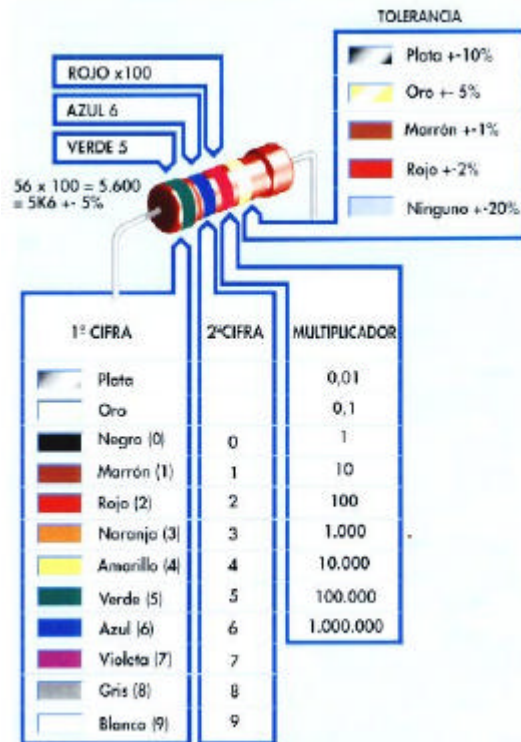 TOLERANCIA
Plata +-10%
Oro +- 5%
Marrón +-1%
Rojo +-2%
Ninguno +-20%
ROJO x100
AZUL 6
VERDE 5
56 x 100 = 5.600
= 5K6 +- 5%
1ª CIFRA 2ªCIFRA MULTIPLICADOR
Plata 0,01
Oro 0,1
Negro (0) 0 1
Marrón (1) 1 10
Rojo (2) 2 100
Naranja (3) 3 1.000
Amarillo (4) 4 10.000
Verde (5) 5 100.000
Azul (6) 6 1.000.000
Violeta (7) 7
Gris (8) 8
Blanco (9) 9